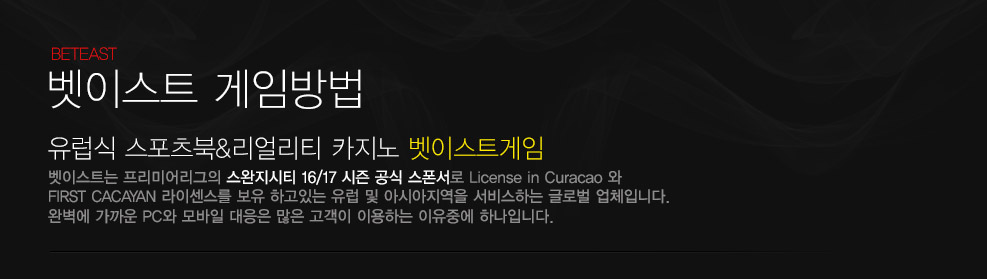 BETEAST
벳이스트 게임방법
유럽식 스포츠북&리얼리티 카지노 벳이스트게임
벳이스트는 프리미어리그의 스완지시티 16/17 시즌 공식 스폰서로 License in Curacao 와
FIRST CACAYAN 라이센스를 보유 하고있는 유럽 및 아시아지역을 서비스하는 글로벌 업체입니다.
완벽에 가까운 PC와 모바일 대응은 많은 고객이 이용하는 이유중에 하나입니다.